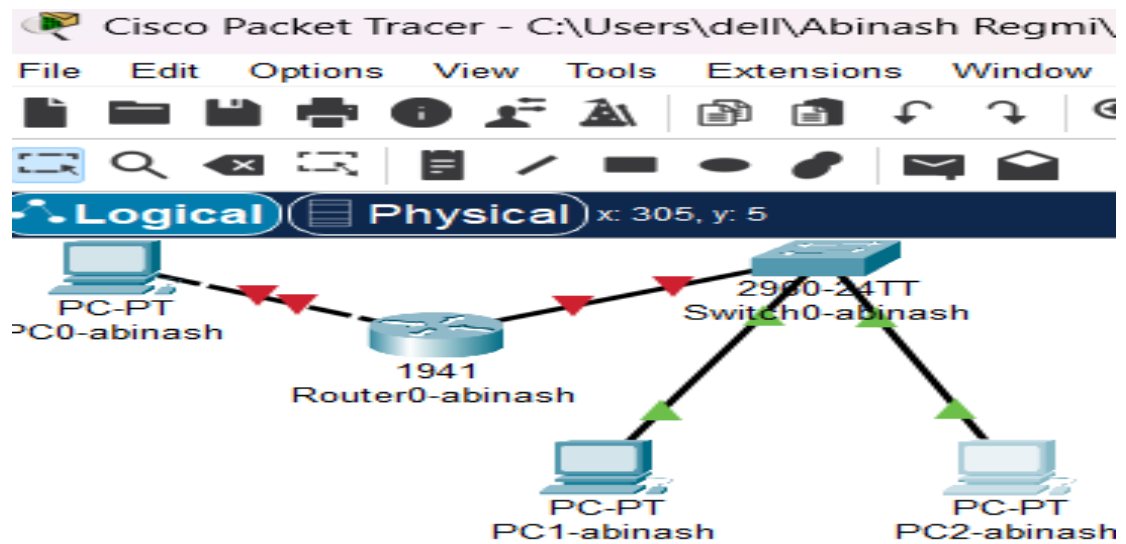 Cisco Packet Tracer - C:\Users\dell\Abinash Regmi\
File Edit Options View Tools Extensions Window
Logical Physical x: 305, y: 5
PC-PT
PC0-abinash
1941
Router0-abinash
2960-24TT
Switch0-abinash
PC-PT
PC1-abinash
PC-PT
PC2-abinash